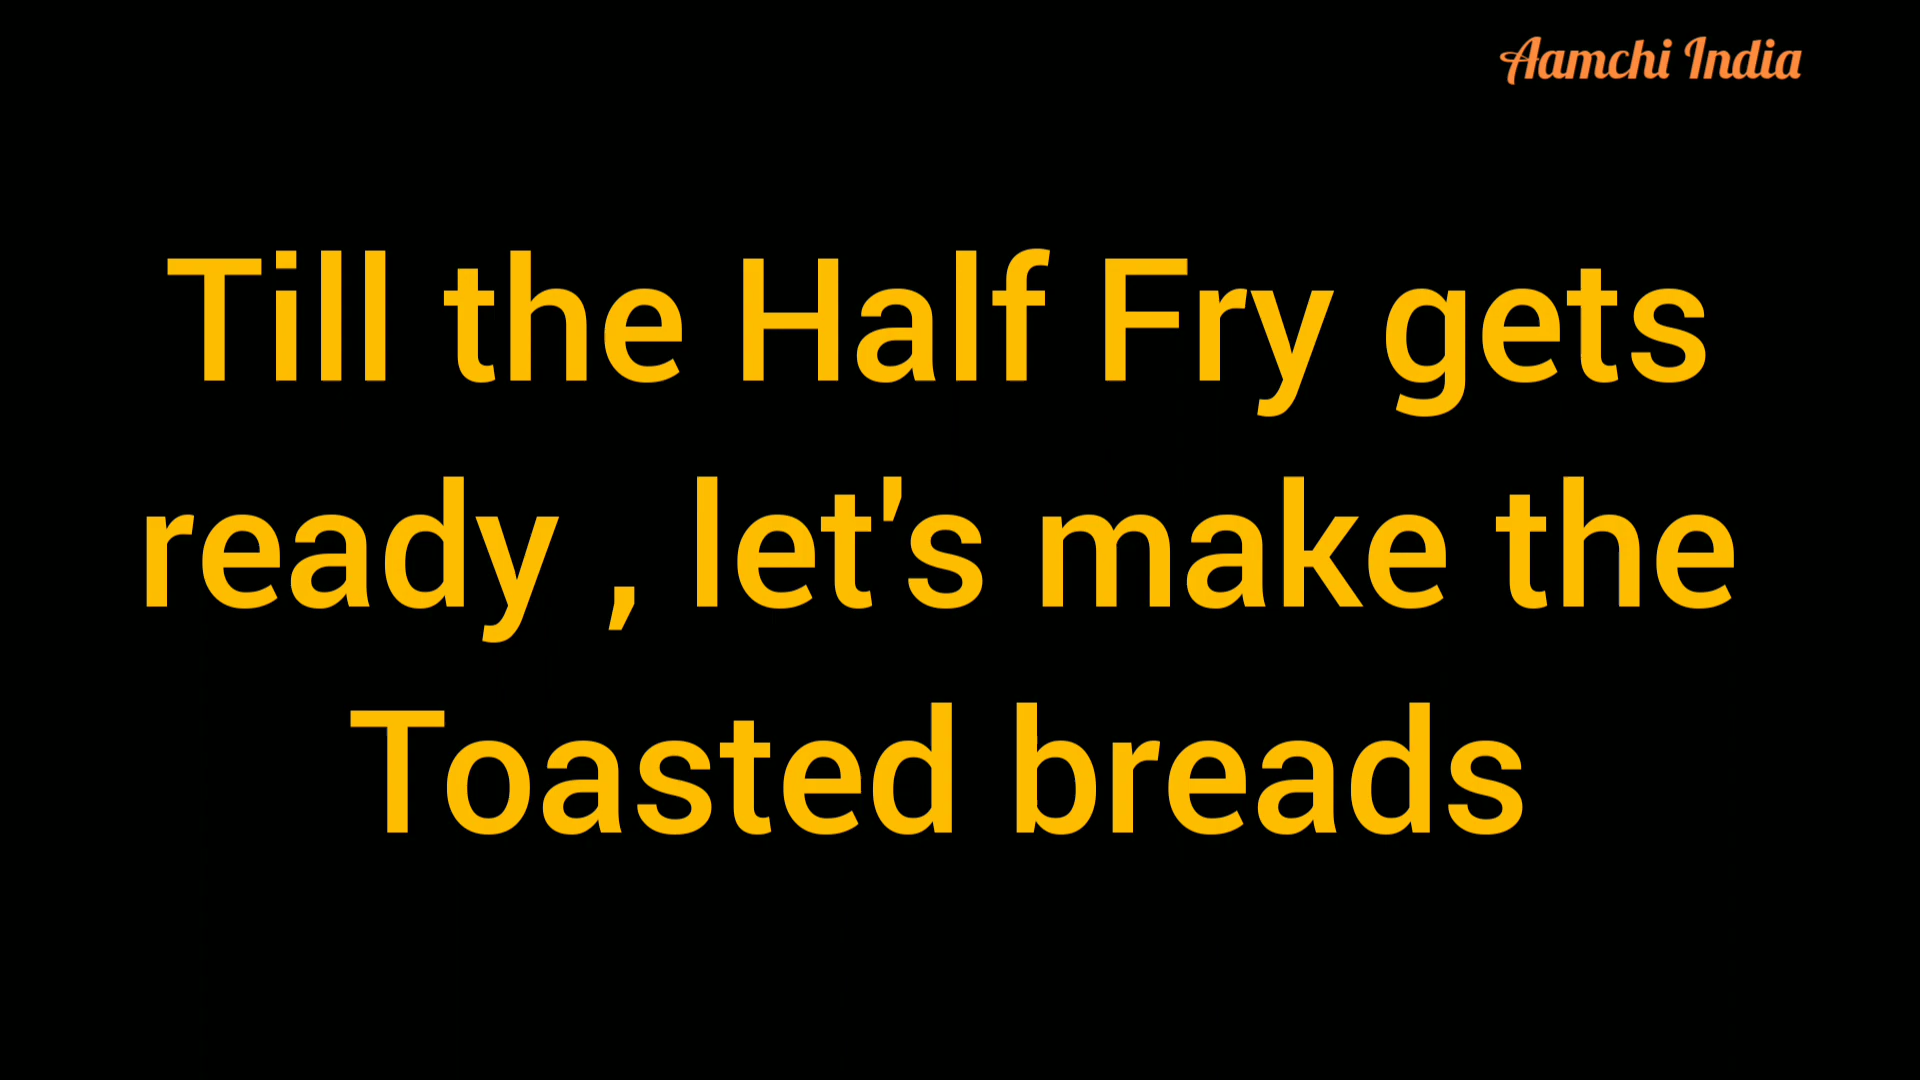 Aamchi India
Till the Half Fry gets
ready , let's make the
Toasted breads